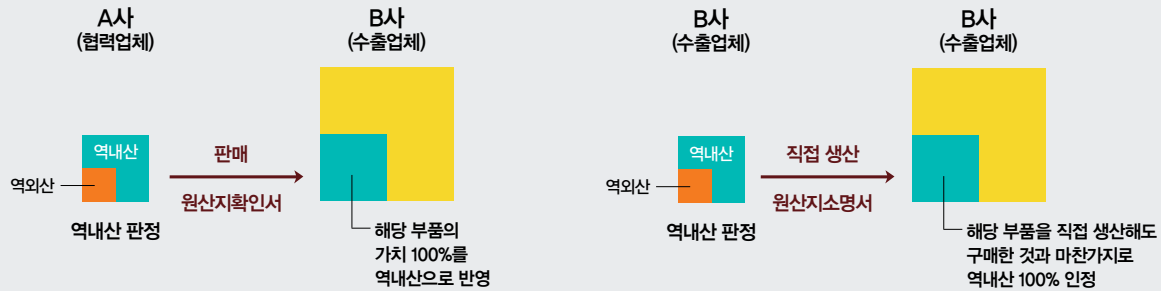 A사
(협력업체)
B사
(수출업체)
역내산
역외산
판매
원산지확인서
역내산 판정
해당 부품의
가치 100%를
역내산으로 반영
B사
(수출업체)
B사
(수출업체)
역내산
역외산
직접 생산
원산지소명서
역내산 판정
해당 부품을 직접 생산해도
구매한 것과 마찬가지로
역내산 100% 인정